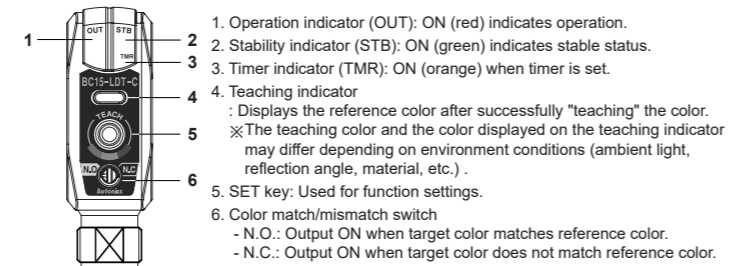 OUT STB
TMR
BC15-LDT-C
TEACH
N.O N.C
Autonics
1
2
3
4
5
6
1. Operation indicator (OUT): ON (red) indicates operation.
2. Stability indicator (STB): ON (green) indicates stable status.
3. Timer indicator (TMR): ON (orange) when timer is set.
4. Teaching indicator
: Displays the reference color after successfully "teaching" the color.
※The teaching color and the color displayed on the teaching indicator
may differ depending on environment conditions (ambient light,
reflection angle, material, etc.) .
5. SET key: Used for function settings.
6. Color match/mismatch switch
- N.O.: Output ON when target color matches reference color.
- N.C.: Output ON when target color does not match reference color.